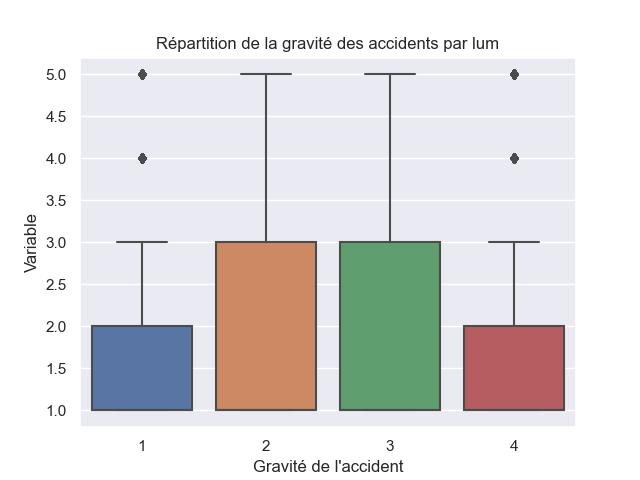 Répartition de la gravité des accidents par lum
Variable
5.0
4.5
4.0
3.5
3.0
2.5
2.0
1.5
1.0
1 2 3 4
Gravité de l'accident